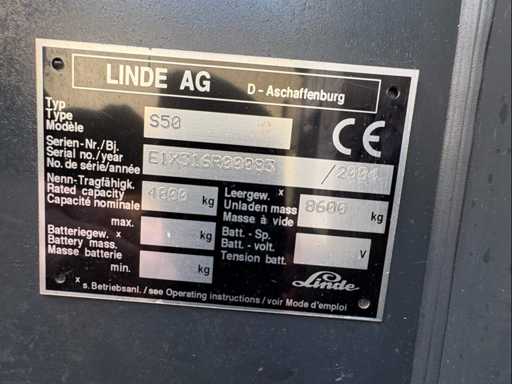 LINDE AG D - Aschaffenburg
Typ
Type S50
Modèle
CE
Serien-Nr./Bj.
Serial no./year E1X316R00083 / 2004
No. de série/année
Nenn-Tragfähigk.
Rated capacity 4800 kg
Capacité nominale
Leergew. x
Unladen mass 8600 kg
Masse à vide
max. kg
Batteriegew. x
Battery mass.
Masse batterie
min. kg
Batt. - Sp.
Batt. - volt. V
Tension batt.
Linde
x s. Betriebsanl. / see Operating instructions / voir Mode d'emploi